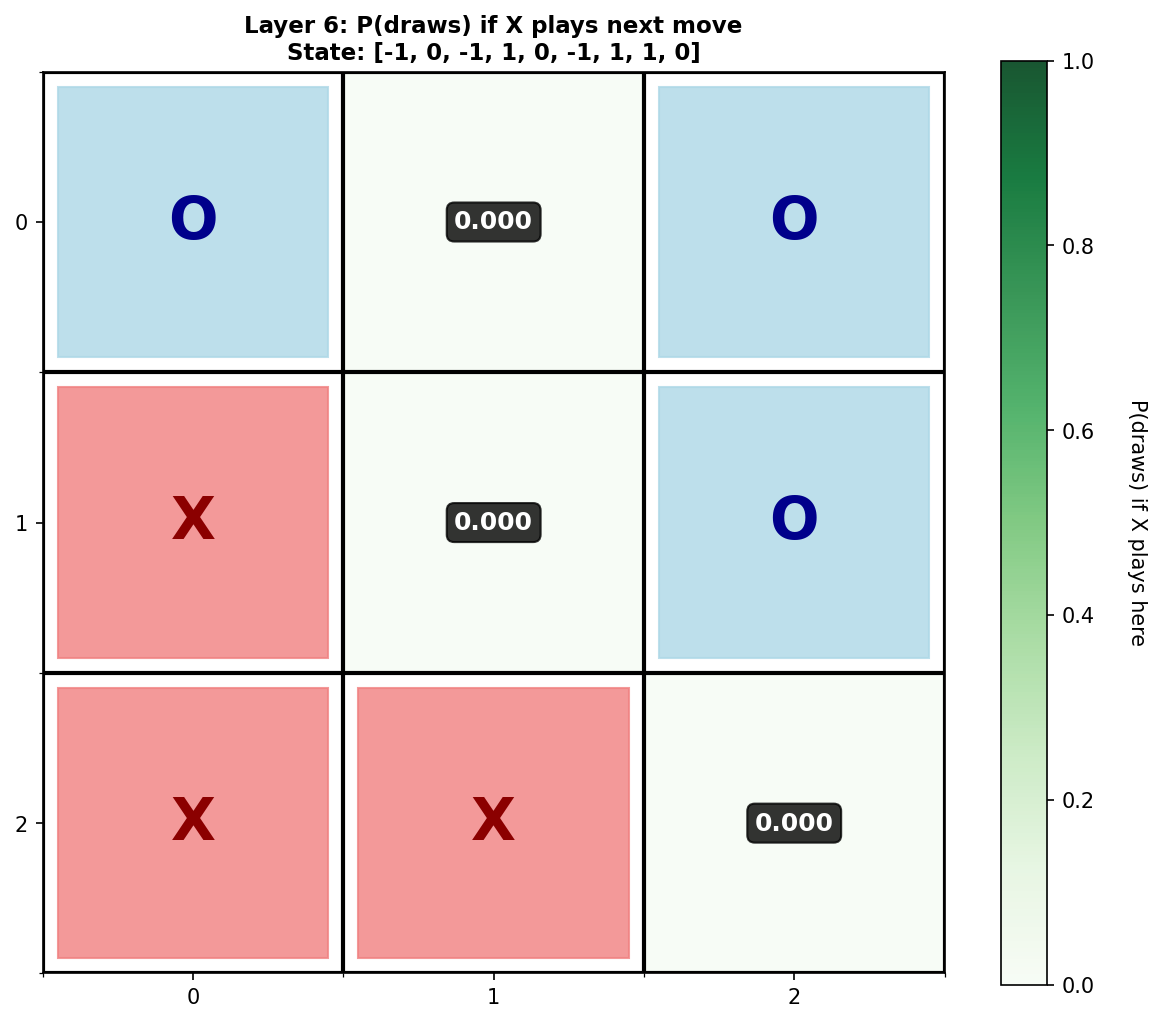 Layer 6: P(draws) if X plays next move
State: [-1, 0, -1, 1, 0, -1, 1, 1, 0]
0
O
0.000
O
1
X
0.000
O
2
X
X
0.000
0
1
2
1.0
0.8
0.6
0.4
0.2
0.0
P(draws) if X plays here